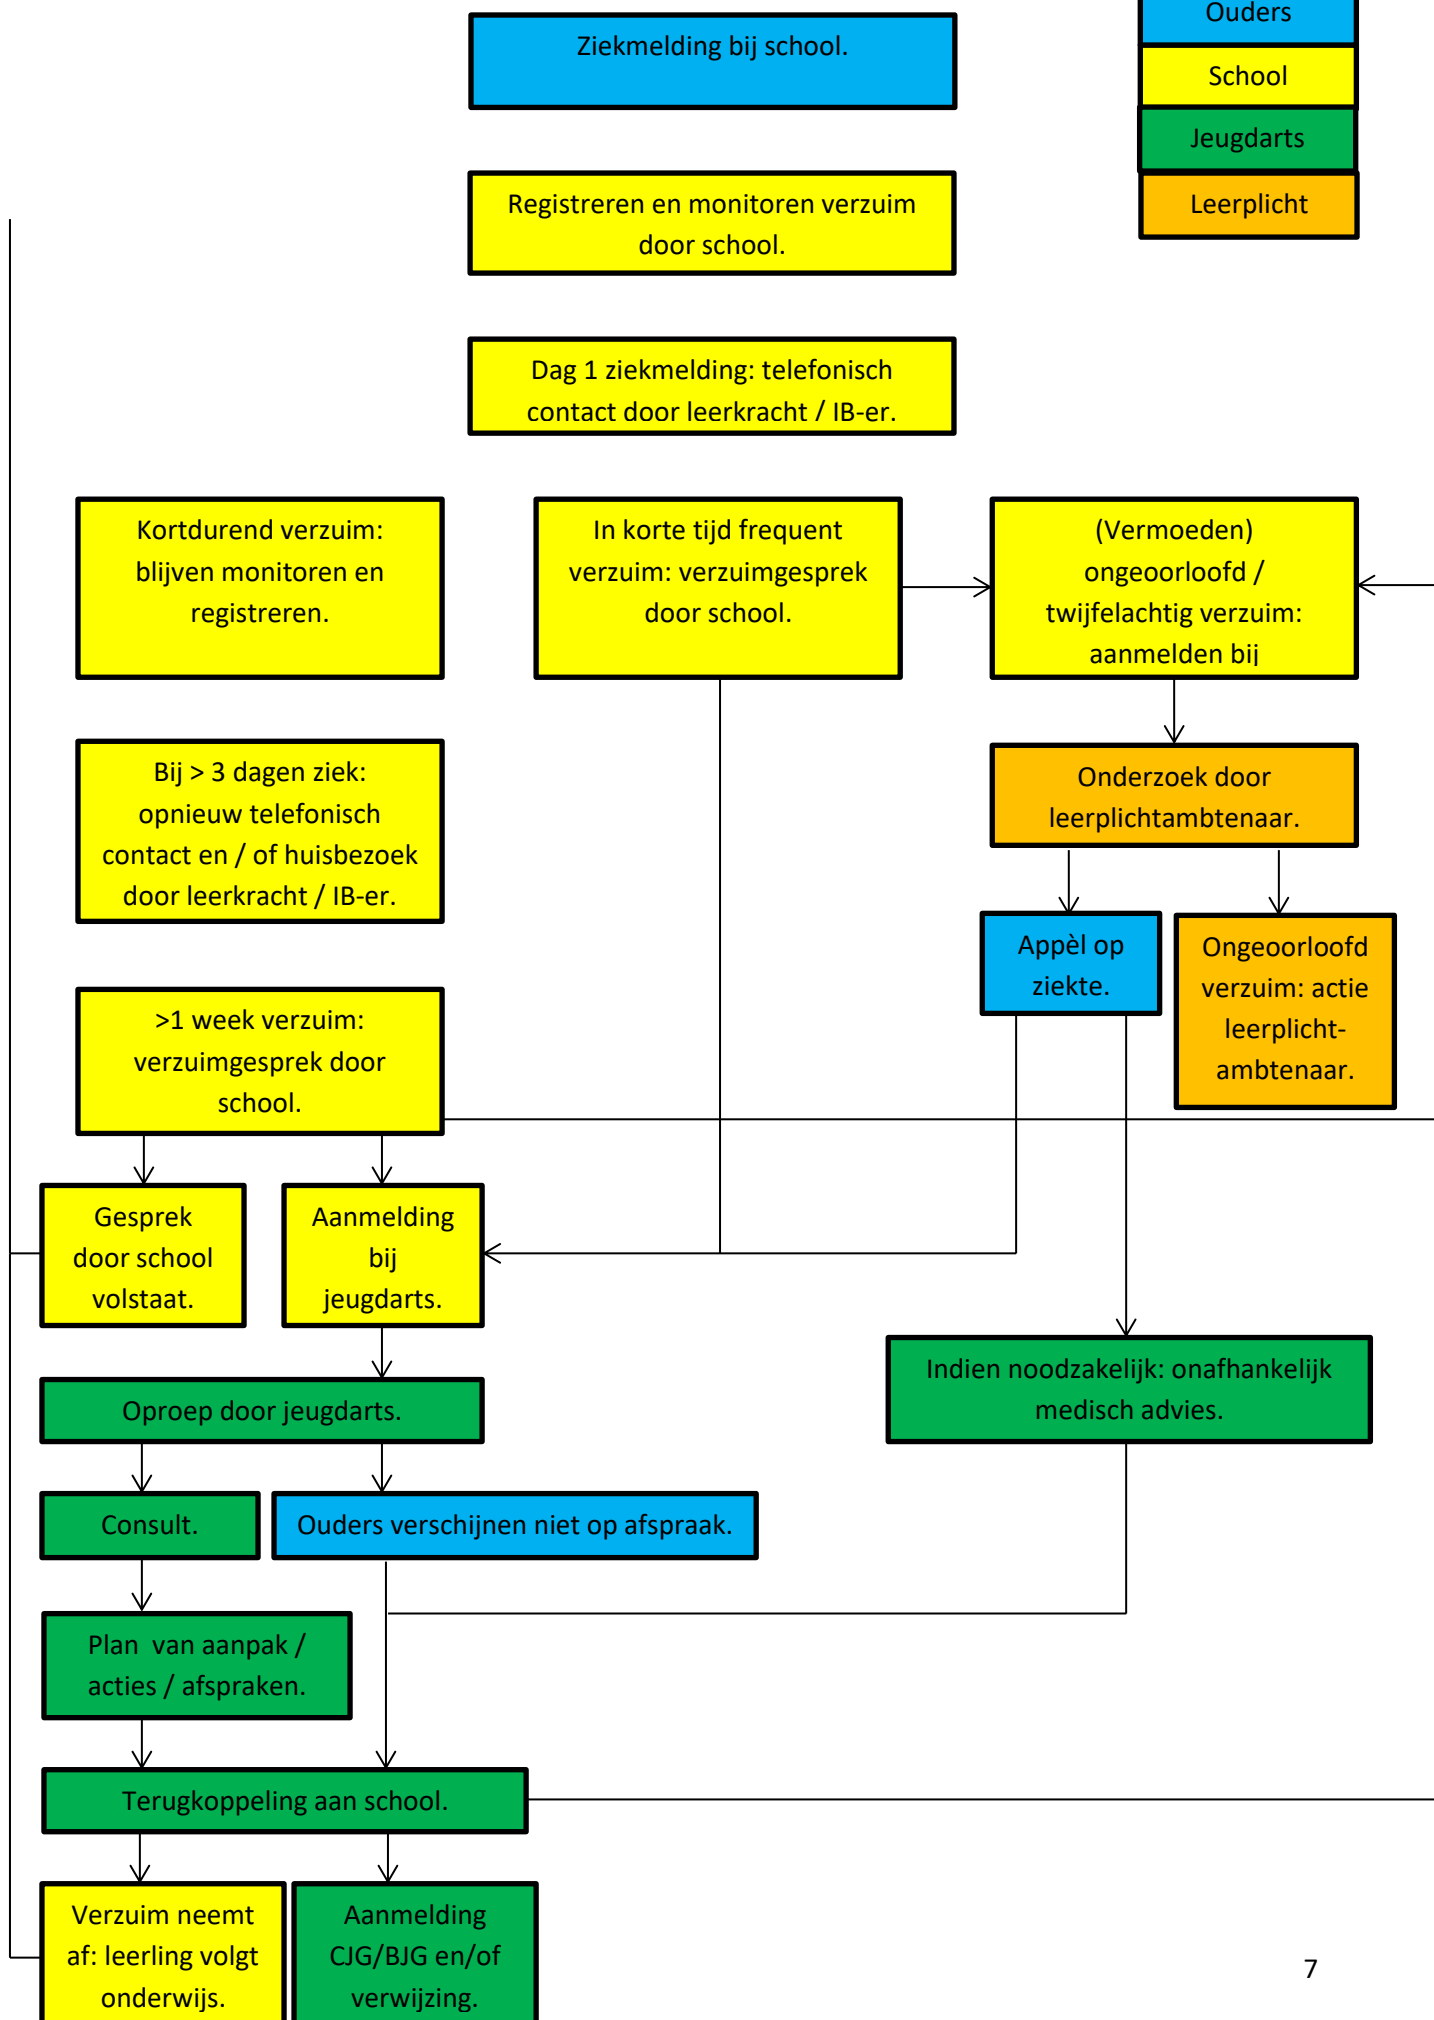 Ziekmelding bij school.
Ouders
School
Jeugdarts
Leerplicht
Registreren en monitoren verzuim
door school.
Dag 1 ziekmelding: telefonisch
contact door leerkracht / IB-er.
Kortdurend verzuim:
blijven monitoren en
registreren.
In korte tijd frequent
verzuim: verzuimgesprek
door school.
(Vermoeden)
ongeoorloofd /
twijfelachtig verzuim:
aanmelden bij
Bij > 3 dagen ziek:
opnieuw telefonisch
contact en / of huisbezoek
door leerkracht / IB-er.
Onderzoek door
leerplichtambtenaar.
Appèl op
ziekte.
Ongeoorloofd
verzuim: actie
leerplicht-
ambtenaar.
>1 week verzuim:
verzuimgesprek door
school.
Gesprek
door school
volstaat.
Aanmelding
bij
jeugdarts.
Indien noodzakelijk: onafhankelijk
medisch advies.
Oproep door jeugdarts.
Consult.
Ouders verschijnen niet op afspraak.
Plan  van aanpak /
acties / afspraken.
Terugkoppeling aan school.
Verzuim neemt
af: leerling volgt
onderwijs.
Aanmelding
CJG/BJG en/of
verwijzing.
7